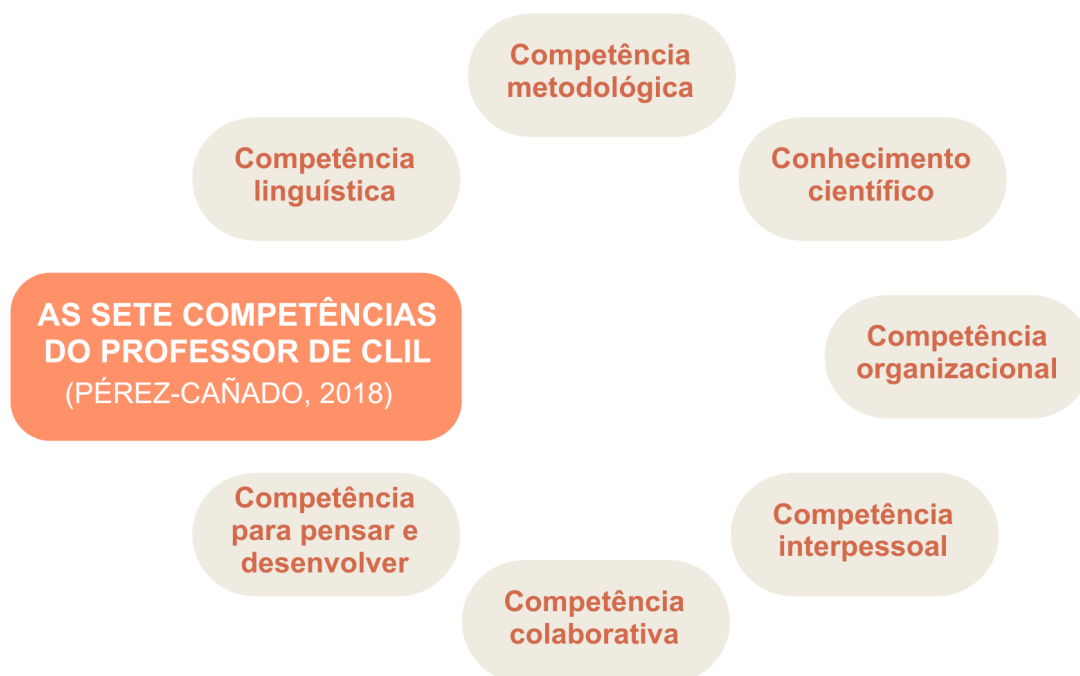 Competência
metodológica
Competência
linguística
Conhecimento
científico
AS SETE COMPETÊNCIAS
DO PROFESSOR DE CLIL
(PÉREZ-CAÑADO, 2018)
Competência
organizacional
Competência
para pensar e
desenvolver
Competência
interpessoal
Competência
colaborativa